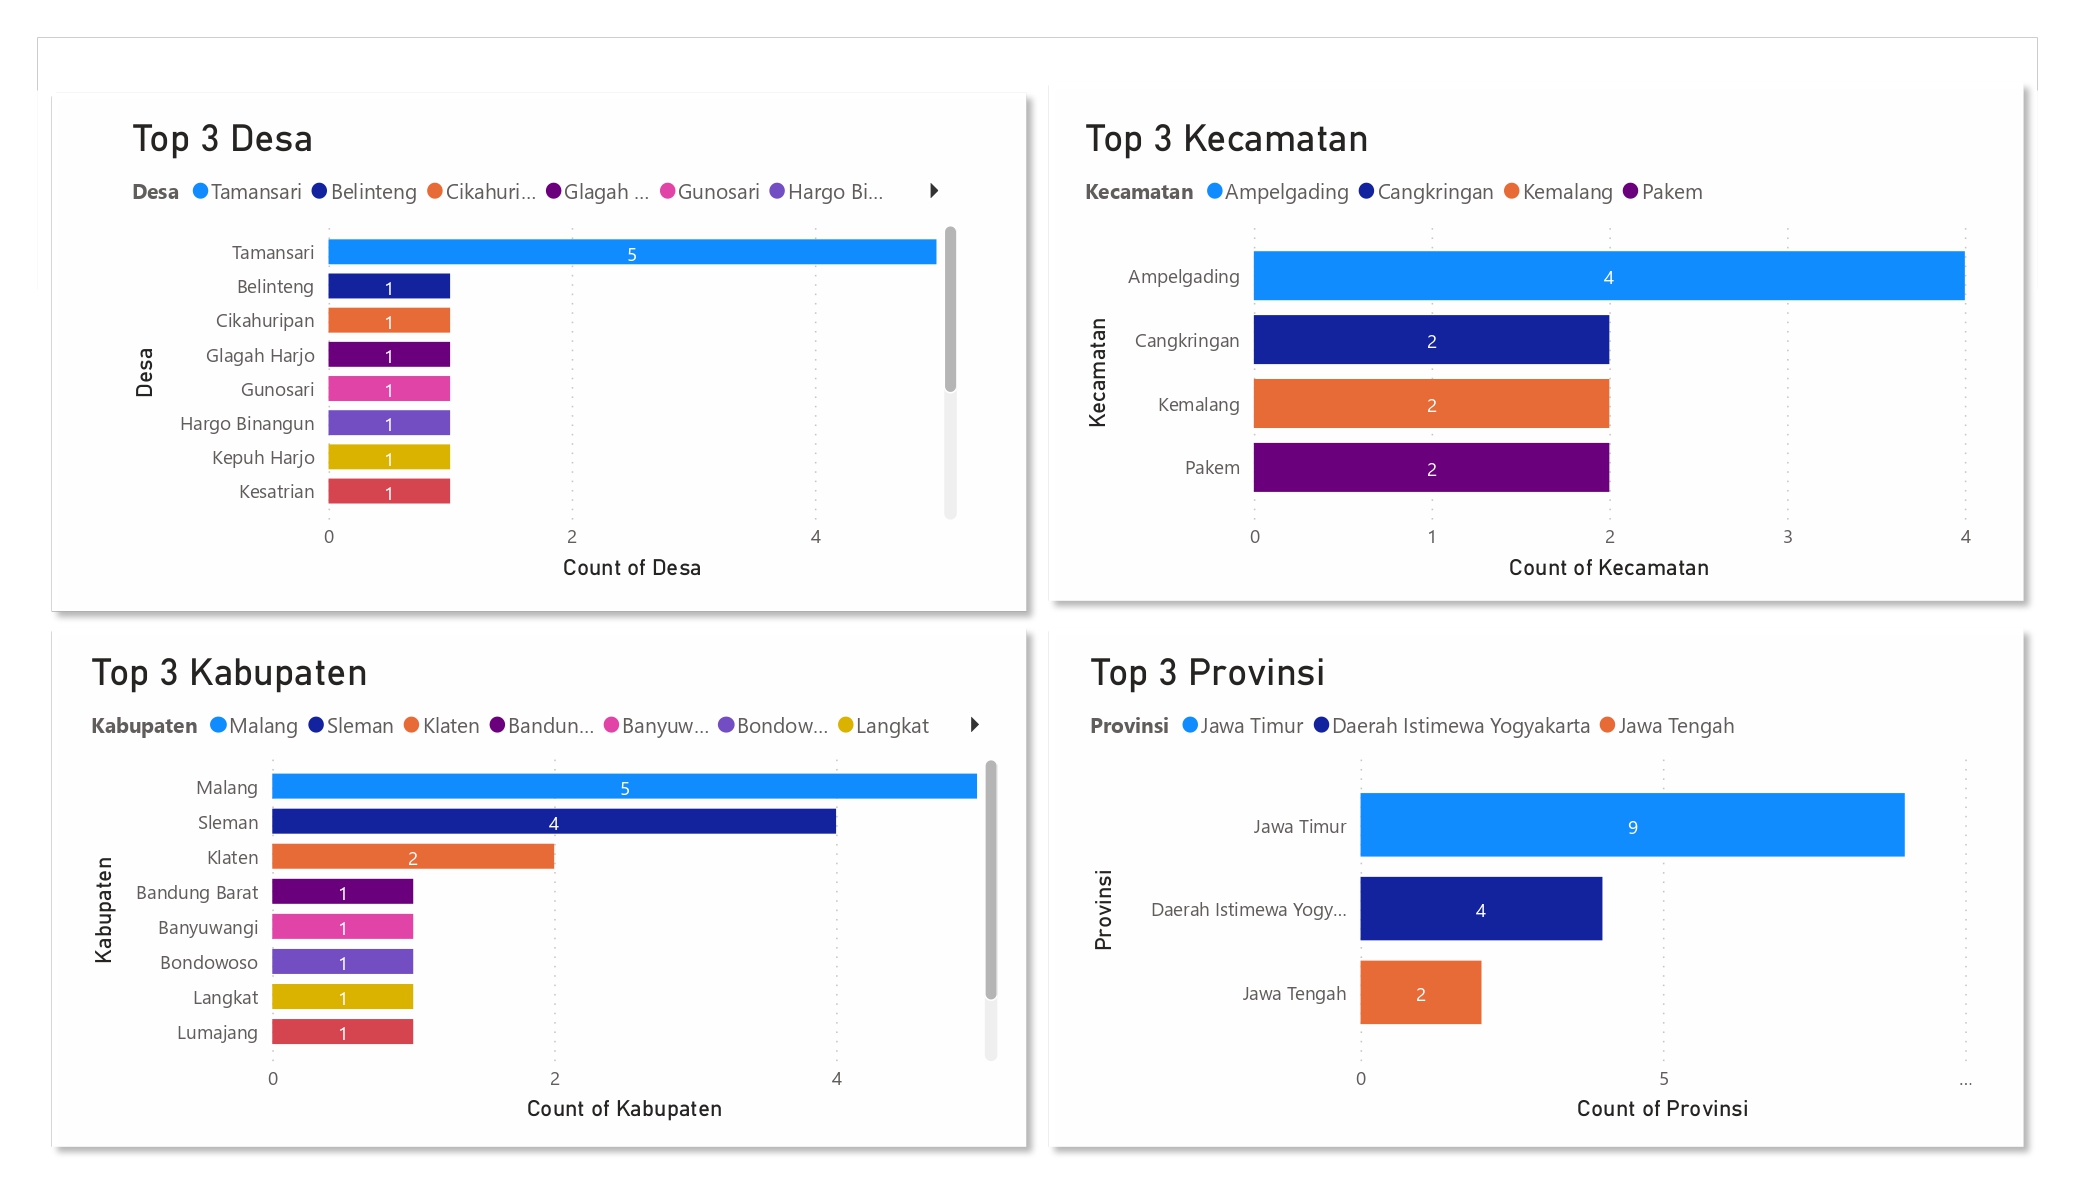 Top 3 Desa
Desa Tamansari Belinteng Cikahuri... Glagah ... Gunosari Hargo Bi...
Desa
Tamansari 5
Belinteng 1
Cikahuripan 1
Glagah Harjo 1
Gunosari 1
Hargo Binangun 1
Kepuh Harjo 1
Kesatrian 1
0 2 4
Count of Desa
Top 3 Kecamatan
Kecamatan Ampelgading Cangkringan Kemalang Pakem
Kecamatan
Ampelgading 4
Cangkringan 2
Kemalang 2
Pakem 2
0 1 2 3 4
Count of Kecamatan
Top 3 Kabupaten
Kabupaten Malang Sleman Klaten Bandun... Banyuw... Bondow... Langkat
Kabupaten
Malang 5
Sleman 4
Klaten 2
Bandung Barat 1
Banyuwangi 1
Bondowoso 1
Langkat 1
Lumajang 1
0 2 4
Count of Kabupaten
Top 3 Provinsi
Provinsi Jawa Timur Daerah Istimewa Yogyakarta Jawa Tengah
Provinsi
Jawa Timur 9
Daerah Istimewa Yogy... 4
Jawa Tengah 2
0 5 ...
Count of Provinsi